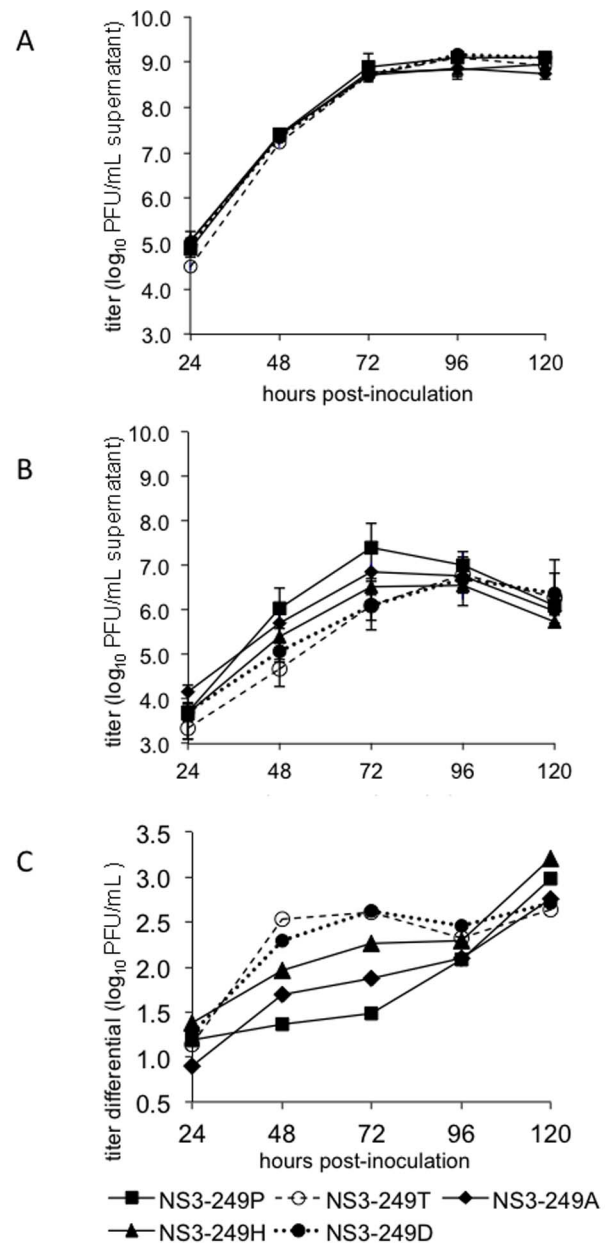 A
titer (log10 PFU/mL supernatant)
10.0
9.0
8.0
7.0
6.0
5.0
4.0
3.0
24 48 72 96 120
hours post-inoculation
B
titer (log10 PFU/mL supernatant)
10.0
9.0
8.0
7.0
6.0
5.0
4.0
3.0
24 48 72 96 120
C
titer differential (log10 PFU/mL )
3.5
3.0
2.5
2.0
1.5
1.0
0.5
24 48 72 96 120
hours post-inoculation
NS3-249P NS3-249T NS3-249A
NS3-249H NS3-249D